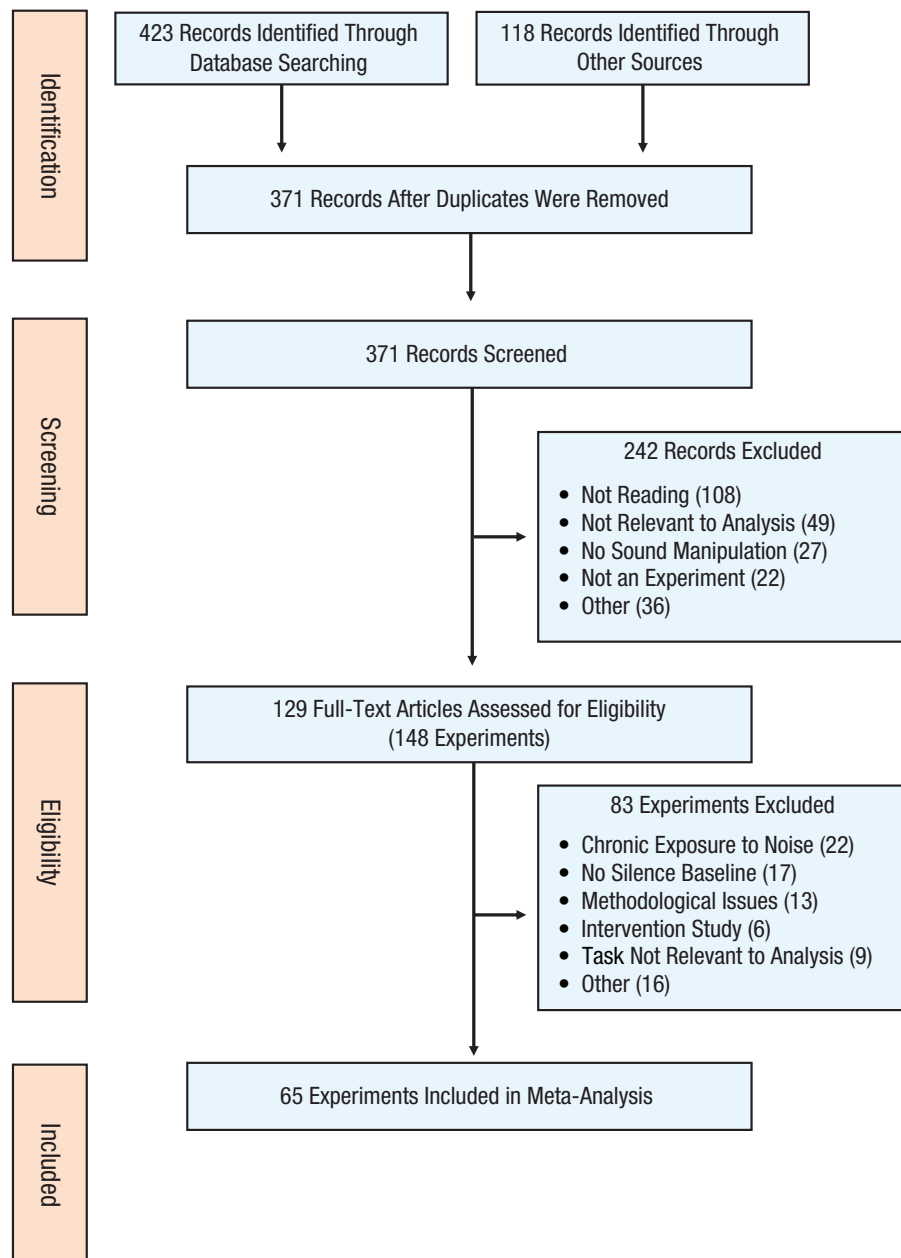 Identification
423 Records Identified Through
Database Searching
118 Records Identified Through
Other Sources
371 Records After Duplicates Were Removed
Screening
371 Records Screened
242 Records Excluded
• Not Reading (108)
• Not Relevant to Analysis (49)
• No Sound Manipulation (27)
• Not an Experiment (22)
• Other (36)
Eligibility
129 Full-Text Articles Assessed for Eligibility
(148 Experiments)
83 Experiments Excluded
• Chronic Exposure to Noise (22)
• No Silence Baseline (17)
• Methodological Issues (13)
• Intervention Study (6)
• Task Not Relevant to Analysis (9)
• Other (16)
Included
65 Experiments Included in Meta-Analysis